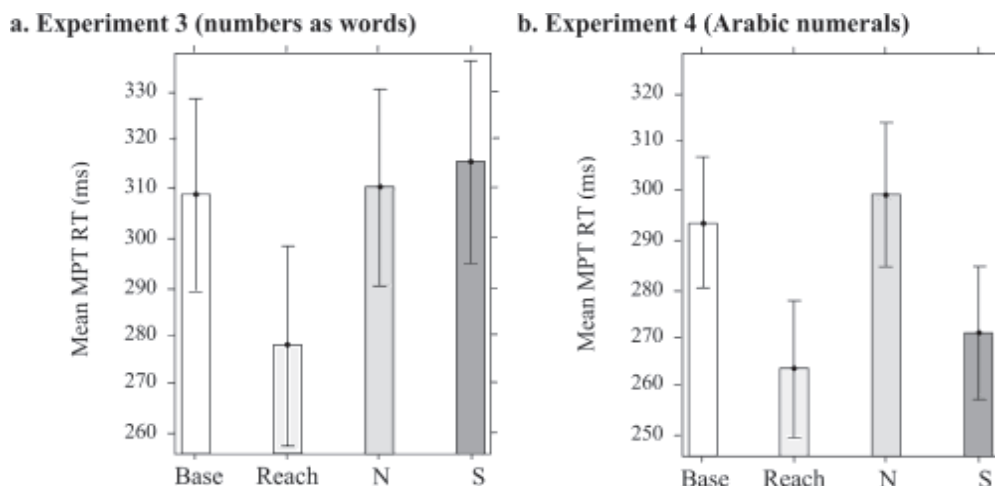 a. Experiment 3 (numbers as words)
Mean MPT RT (ms)
330
320
310
300
290
280
270
260
Base Reach N S
b. Experiment 4 (Arabic numerals)
Mean MPT RT (ms)
320
310
300
290
280
270
260
250
Base Reach N S